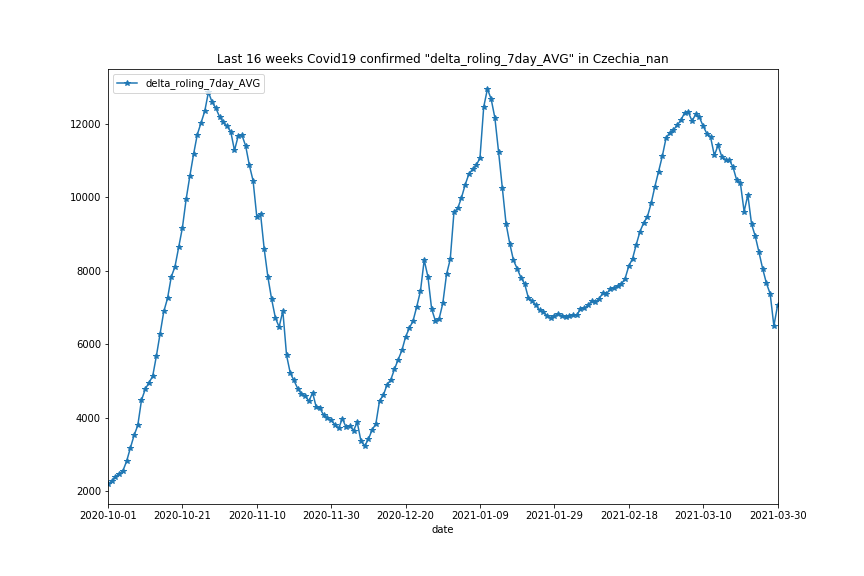 Last 16 weeks Covid19 confirmed "delta_roling_7day_AVG" in Czechia_nan
delta_roling_7day_AVG
12000
10000
8000
6000
4000
2000
2020-10-01 2020-10-21 2020-11-10 2020-11-30 2020-12-20 2021-01-09 2021-01-29 2021-02-18 2021-03-10 2021-03-30
date